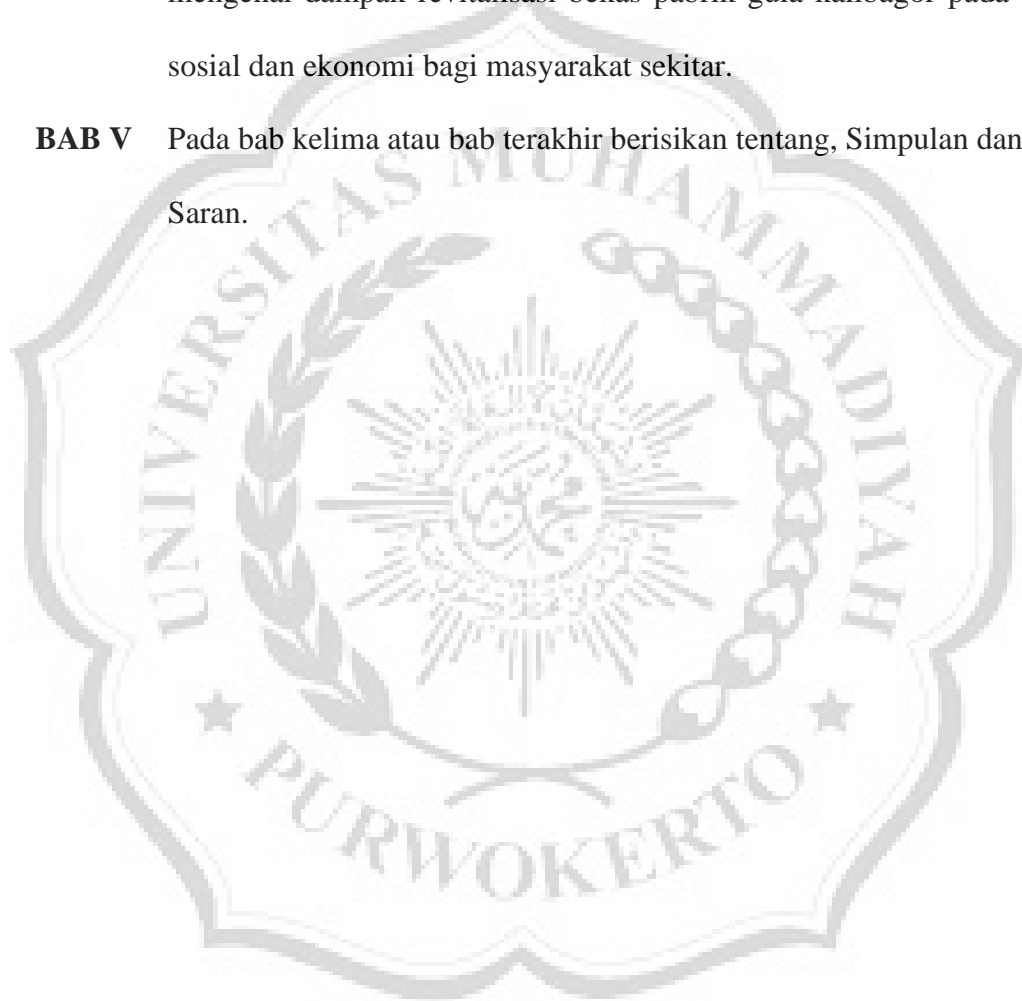 mengenai dampak revitalisasi bekas pabrik gula kalibagor pada
sosial dan ekonomi bagi masyarakat sekitar.
BAB V Pada bab kelima atau bab terakhir berisikan tentang, Simpulan dan
Saran.
UNIVERSITAS MUHAMMADIYAH
PURWOKERTO